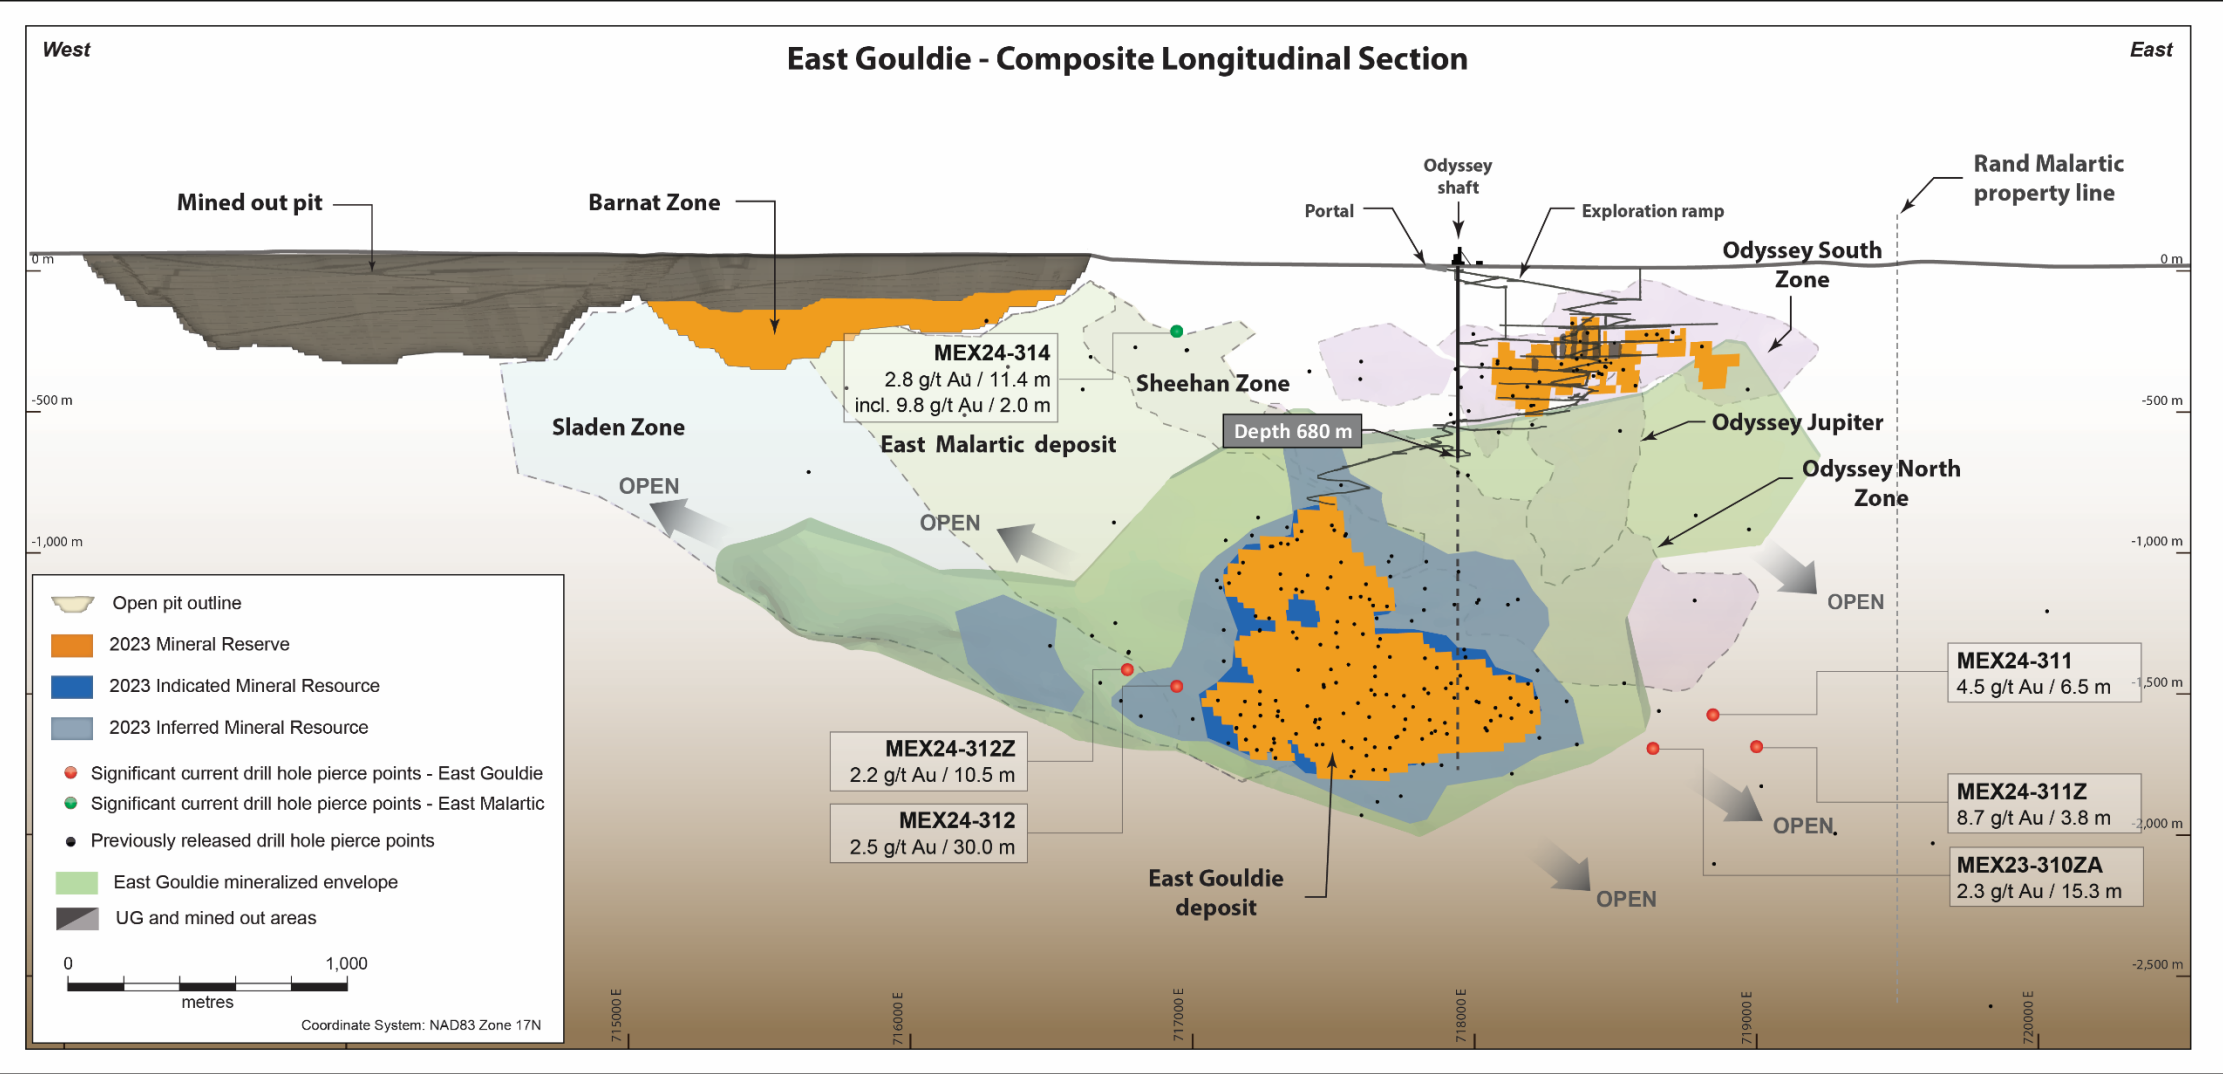 West
East Gouldie - Composite Longitudinal Section
East
Mined out pit
Barnat Zone
Odyssey
shaft
Portal
Exploration ramp
Rand Malartic
property line
Odyssey South
Zone
0 m
0 m
MEX24-314
2.8 g/t Au / 11.4 m
incl. 9.8 g/t Au / 2.0 m
Sheehan Zone
-500 m
-500 m
Sladen Zone
East Malartic deposit
Depth 680 m
Odyssey Jupiter
Odyssey North
Zone
OPEN
OPEN
-1,000 m
-1,000 m
OPEN
Open pit outline
2023 Mineral Reserve
2023 Indicated Mineral Resource
2023 Inferred Mineral Resource
Significant current drill hole pierce points - East Gouldie
Significant current drill hole pierce points - East Malartic
Previously released drill hole pierce points
East Gouldie mineralized envelope
UG and mined out areas
0
1,000
metres
Coordinate System: NAD83 Zone 17N
MEX24-311
4.5 g/t Au / 6.5 m
-1,500 m
MEX24-312Z
2.2 g/t Au / 10.5 m
MEX24-312
2.5 g/t Au / 30.0 m
MEX24-311Z
8.7 g/t Au / 3.8 m
-2,000 m
OPEN
MEX23-310ZA
2.3 g/t Au / 15.3 m
East Gouldie
deposit
OPEN
-2,500 m
715000 E
716000 E
717000 E
718000 E
719000 E
720000 E